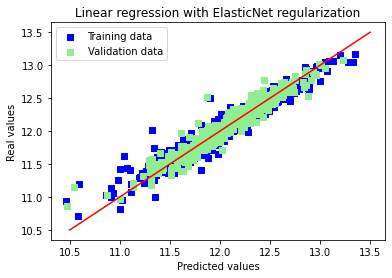 Linear regression with ElasticNet regularization
Training data
Validation data
Real values
13.5
13.0
12.5
12.0
11.5
11.0
10.5
10.5 11.0 11.5 12.0 12.5 13.0 13.5
Predicted values